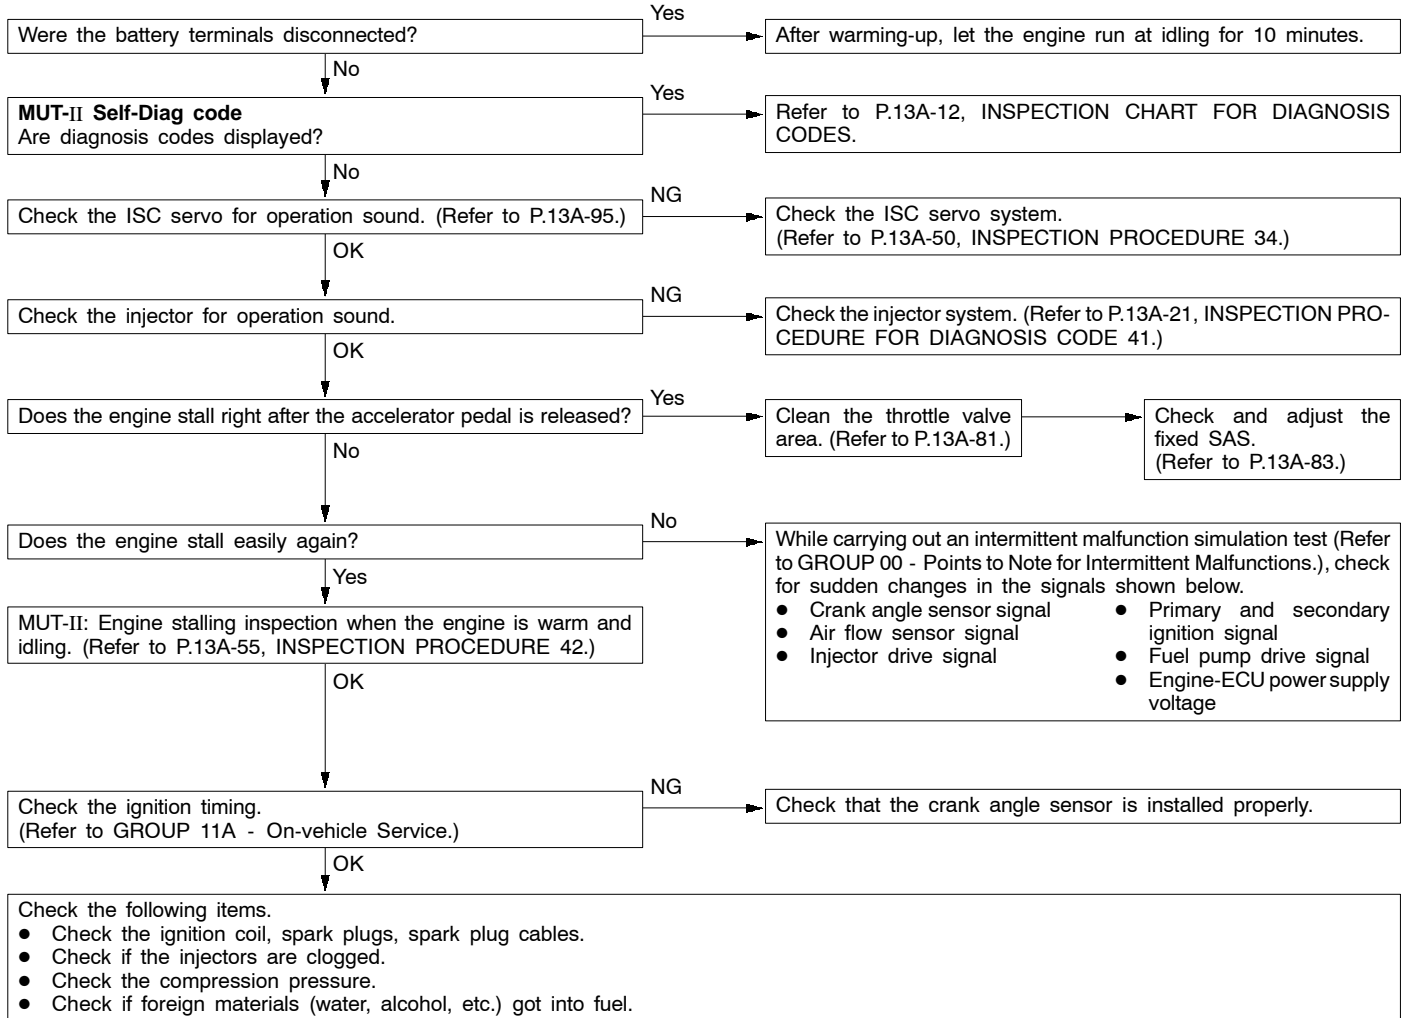 Yes
Were the battery terminals disconnected?
After warming-up, let the engine run at idling for 10 minutes.
No
MUT-II Self-Diag code
Are diagnosis codes displayed?
Yes
Refer to P.13A-12, INSPECTION CHART FOR DIAGNOSIS
CODES.
No
Check the ISC servo for operation sound. (Refer to P.13A-95.)
NG
Check the ISC servo system.
(Refer to P.13A-50, INSPECTION PROCEDURE 34.)
OK
Check the injector for operation sound.
NG
Check the injector system. (Refer to P.13A-21, INSPECTION PRO-
CEDURE FOR DIAGNOSIS CODE 41.)
OK
Does the engine stall right after the accelerator pedal is released?
Yes
Clean the throttle valve
area. (Refer to P.13A-81.)
Check and adjust the
fixed SAS.
(Refer to P.13A-83.)
No
Does the engine stall easily again?
No
While carrying out an intermittent malfunction simulation test (Refer
to GROUP 00 - Points to Note for Intermittent Malfunctions.), check
for sudden changes in the signals shown below.
● Crank angle sensor signal
● Air flow sensor signal
● Injector drive signal
● Primary and secondary
ignition signal
● Fuel pump drive signal
● Engine-ECU power supply
voltage
Yes
MUT-II: Engine stalling inspection when the engine is warm and
idling. (Refer to P.13A-55, INSPECTION PROCEDURE 42.)
OK
Check the ignition timing.
(Refer to GROUP 11A - On-vehicle Service.)
NG
Check that the crank angle sensor is installed properly.
OK
Check the following items.
● Check the ignition coil, spark plugs, spark plug cables.
● Check if the injectors are clogged.
● Check the compression pressure.
● Check if foreign materials (water, alcohol, etc.) got into fuel.